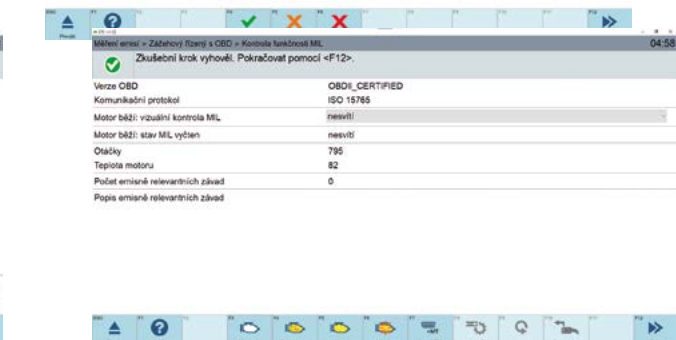 Měření emisí > Zážehový řízený s OBD > Kontrola funkčnosti MIL
04:58
Zkušební krok vyhověl. Pokračovat pomocí <F12>.
Verze OBD OBDII_CERTIFIED
Komunikační protokol ISO 15765
Motor běží: vizuální kontrola MIL nesvítí
Motor běží: stav MIL vyčten nesvítí
Otáčky 795
Teplota motoru 82
Počet emisně relevantních závad 0
Popis emisně relevantních závad